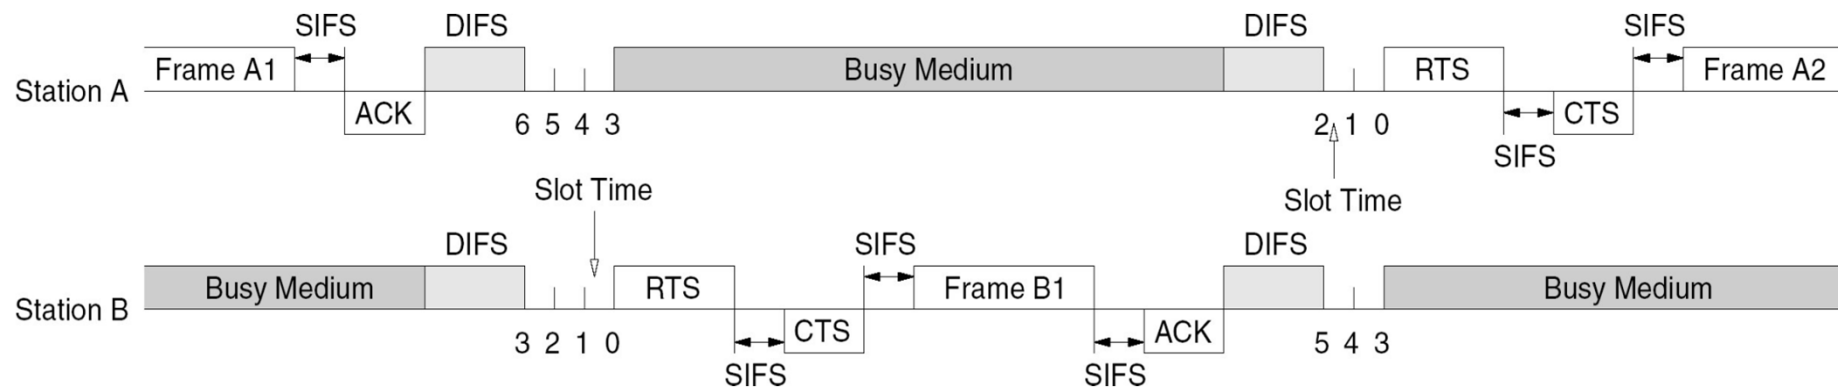 SIFS DIFS DIFS SIFS
Frame A1 Busy Medium RTS Frame A2
Station A
ACK CTS
6 5 4 3 2 1 0
SIFS
Slot Time Slot Time
DIFS SIFS DIFS
Busy Medium RTS Frame B1 Busy Medium
Station B
CTS ACK
3 2 1 0 5 4 3
SIFS SIFS